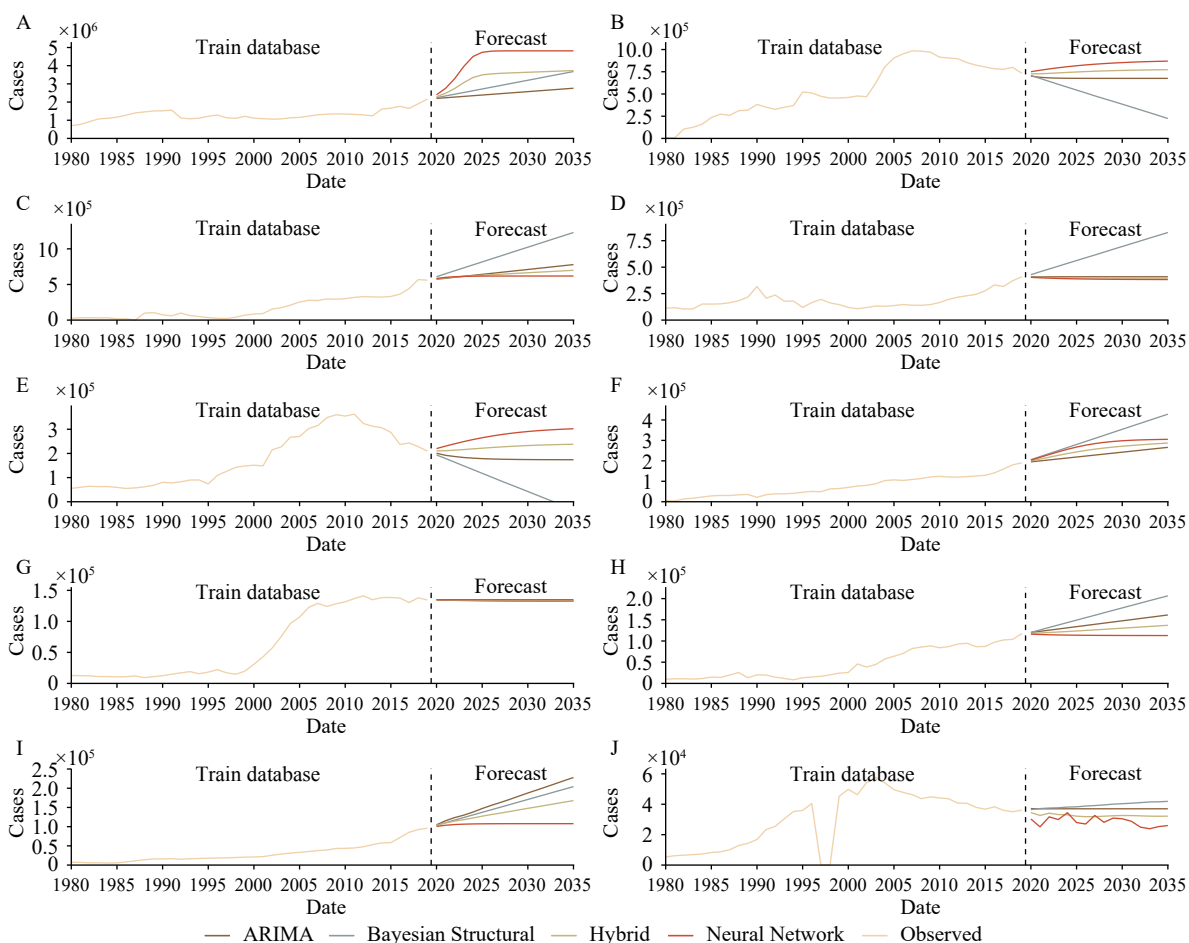 A
×10⁶
Train database
Forecast
Cases
5
4
3
2
1
0
1980 1985 1990 1995 2000 2005 2010 2015 2020 2025 2030 2035
Date
B
×10⁵
Train database
Forecast
Cases
10.0
7.5
5.0
2.5
0
1980 1985 1990 1995 2000 2005 2010 2015 2020 2025 2030 2035
Date
C
×10⁵
Train database
Forecast
Cases
10
5
0
1980 1985 1990 1995 2000 2005 2010 2015 2020 2025 2030 2035
Date
D
×10⁵
Train database
Forecast
Cases
7.5
5.0
2.5
0
1980 1985 1990 1995 2000 2005 2010 2015 2020 2025 2030 2035
Date
E
×10⁵
Train database
Forecast
Cases
3
2
1
0
1980 1985 1990 1995 2000 2005 2010 2015 2020 2025 2030 2035
Date
F
×10⁵
Train database
Forecast
Cases
4
3
2
1
0
1980 1985 1990 1995 2000 2005 2010 2015 2020 2025 2030 2035
Date
G
×10⁵
Train database
Forecast
Cases
1.5
1.0
0.5
0
1980 1985 1990 1995 2000 2005 2010 2015 2020 2025 2030 2035
Date
H
×10⁵
Train database
Forecast
Cases
2.0
1.5
1.0
0.5
0
1980 1985 1990 1995 2000 2005 2010 2015 2020 2025 2030 2035
Date
I
×10⁵
Train database
Forecast
Cases
2.5
2.0
1.5
1.0
0.5
0
1980 1985 1990 1995 2000 2005 2010 2015 2020 2025 2030 2035
Date
J
×10⁴
Train database
Forecast
Cases
6
4
2
0
1980 1985 1990 1995 2000 2005 2010 2015 2020 2025 2030 2035
Date
ARIMA Bayesian Structural Hybrid Neural Network Observed